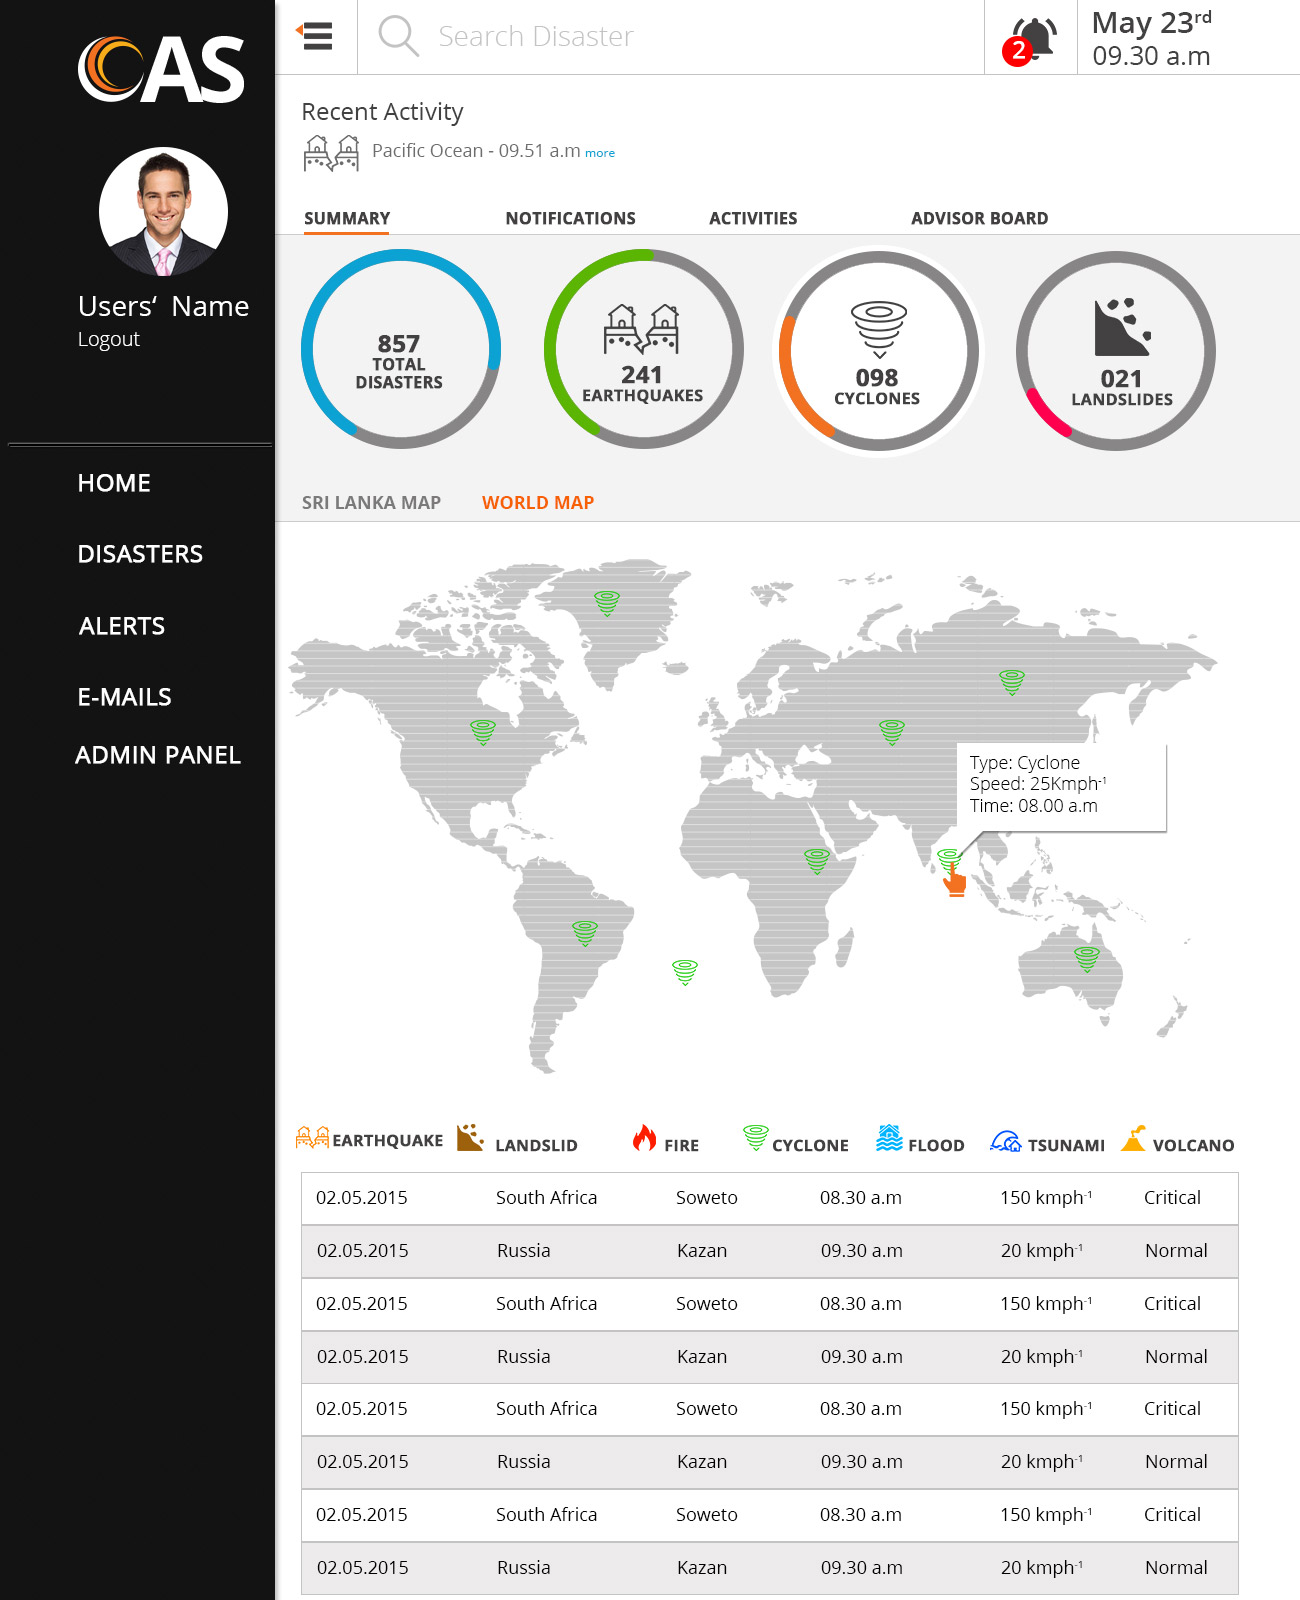 CAS
Users‘ Name
Logout
HOME
DISASTERS
ALERTS
E-MAILS
ADMIN PANEL
Search Disaster
2
May 23rd
09.30 a.m
Recent Activity
Pacific Ocean - 09.51 a.m more
SUMMARY NOTIFICATIONS ACTIVITIES ADVISOR BOARD
857
TOTAL
DISASTERS
241
EARTHQUAKES
098
CYCLONES
021
LANDSLIDES
SRI LANKA MAP WORLD MAP
Type: Cyclone
Speed: 25Kmph-1
Time: 08.00 a.m
EARTHQUAKE LANDSLID FIRE CYCLONE FLOOD TSUNAMI VOLCANO
02.05.2015 South Africa Soweto 08.30 a.m 150 kmph-1 Critical
02.05.2015 Russia Kazan 09.30 a.m 20 kmph-1 Normal
02.05.2015 South Africa Soweto 08.30 a.m 150 kmph-1 Critical
02.05.2015 Russia Kazan 09.30 a.m 20 kmph-1 Normal
02.05.2015 South Africa Soweto 08.30 a.m 150 kmph-1 Critical
02.05.2015 Russia Kazan 09.30 a.m 20 kmph-1 Normal
02.05.2015 South Africa Soweto 08.30 a.m 150 kmph-1 Critical
02.05.2015 Russia Kazan 09.30 a.m 20 kmph-1 Normal